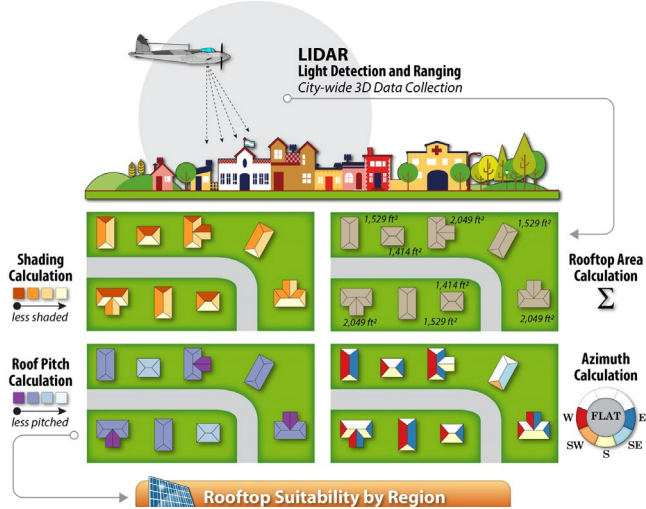 LIDAR
Light Detection and Ranging
City-wide 3D Data Collection
Shading
Calculation
less shaded
1,529 ft²
2,049 ft²
1,529 ft²
1,414 ft²
1,414 ft²
2,049 ft²
1,529 ft²
2,049 ft²
Rooftop Area
Calculation
Σ
Roof Pitch
Calculation
less pitched
Azimuth
Calculation
W
FLAT
E
SW
SE
S
Rooftop Suitability by Region